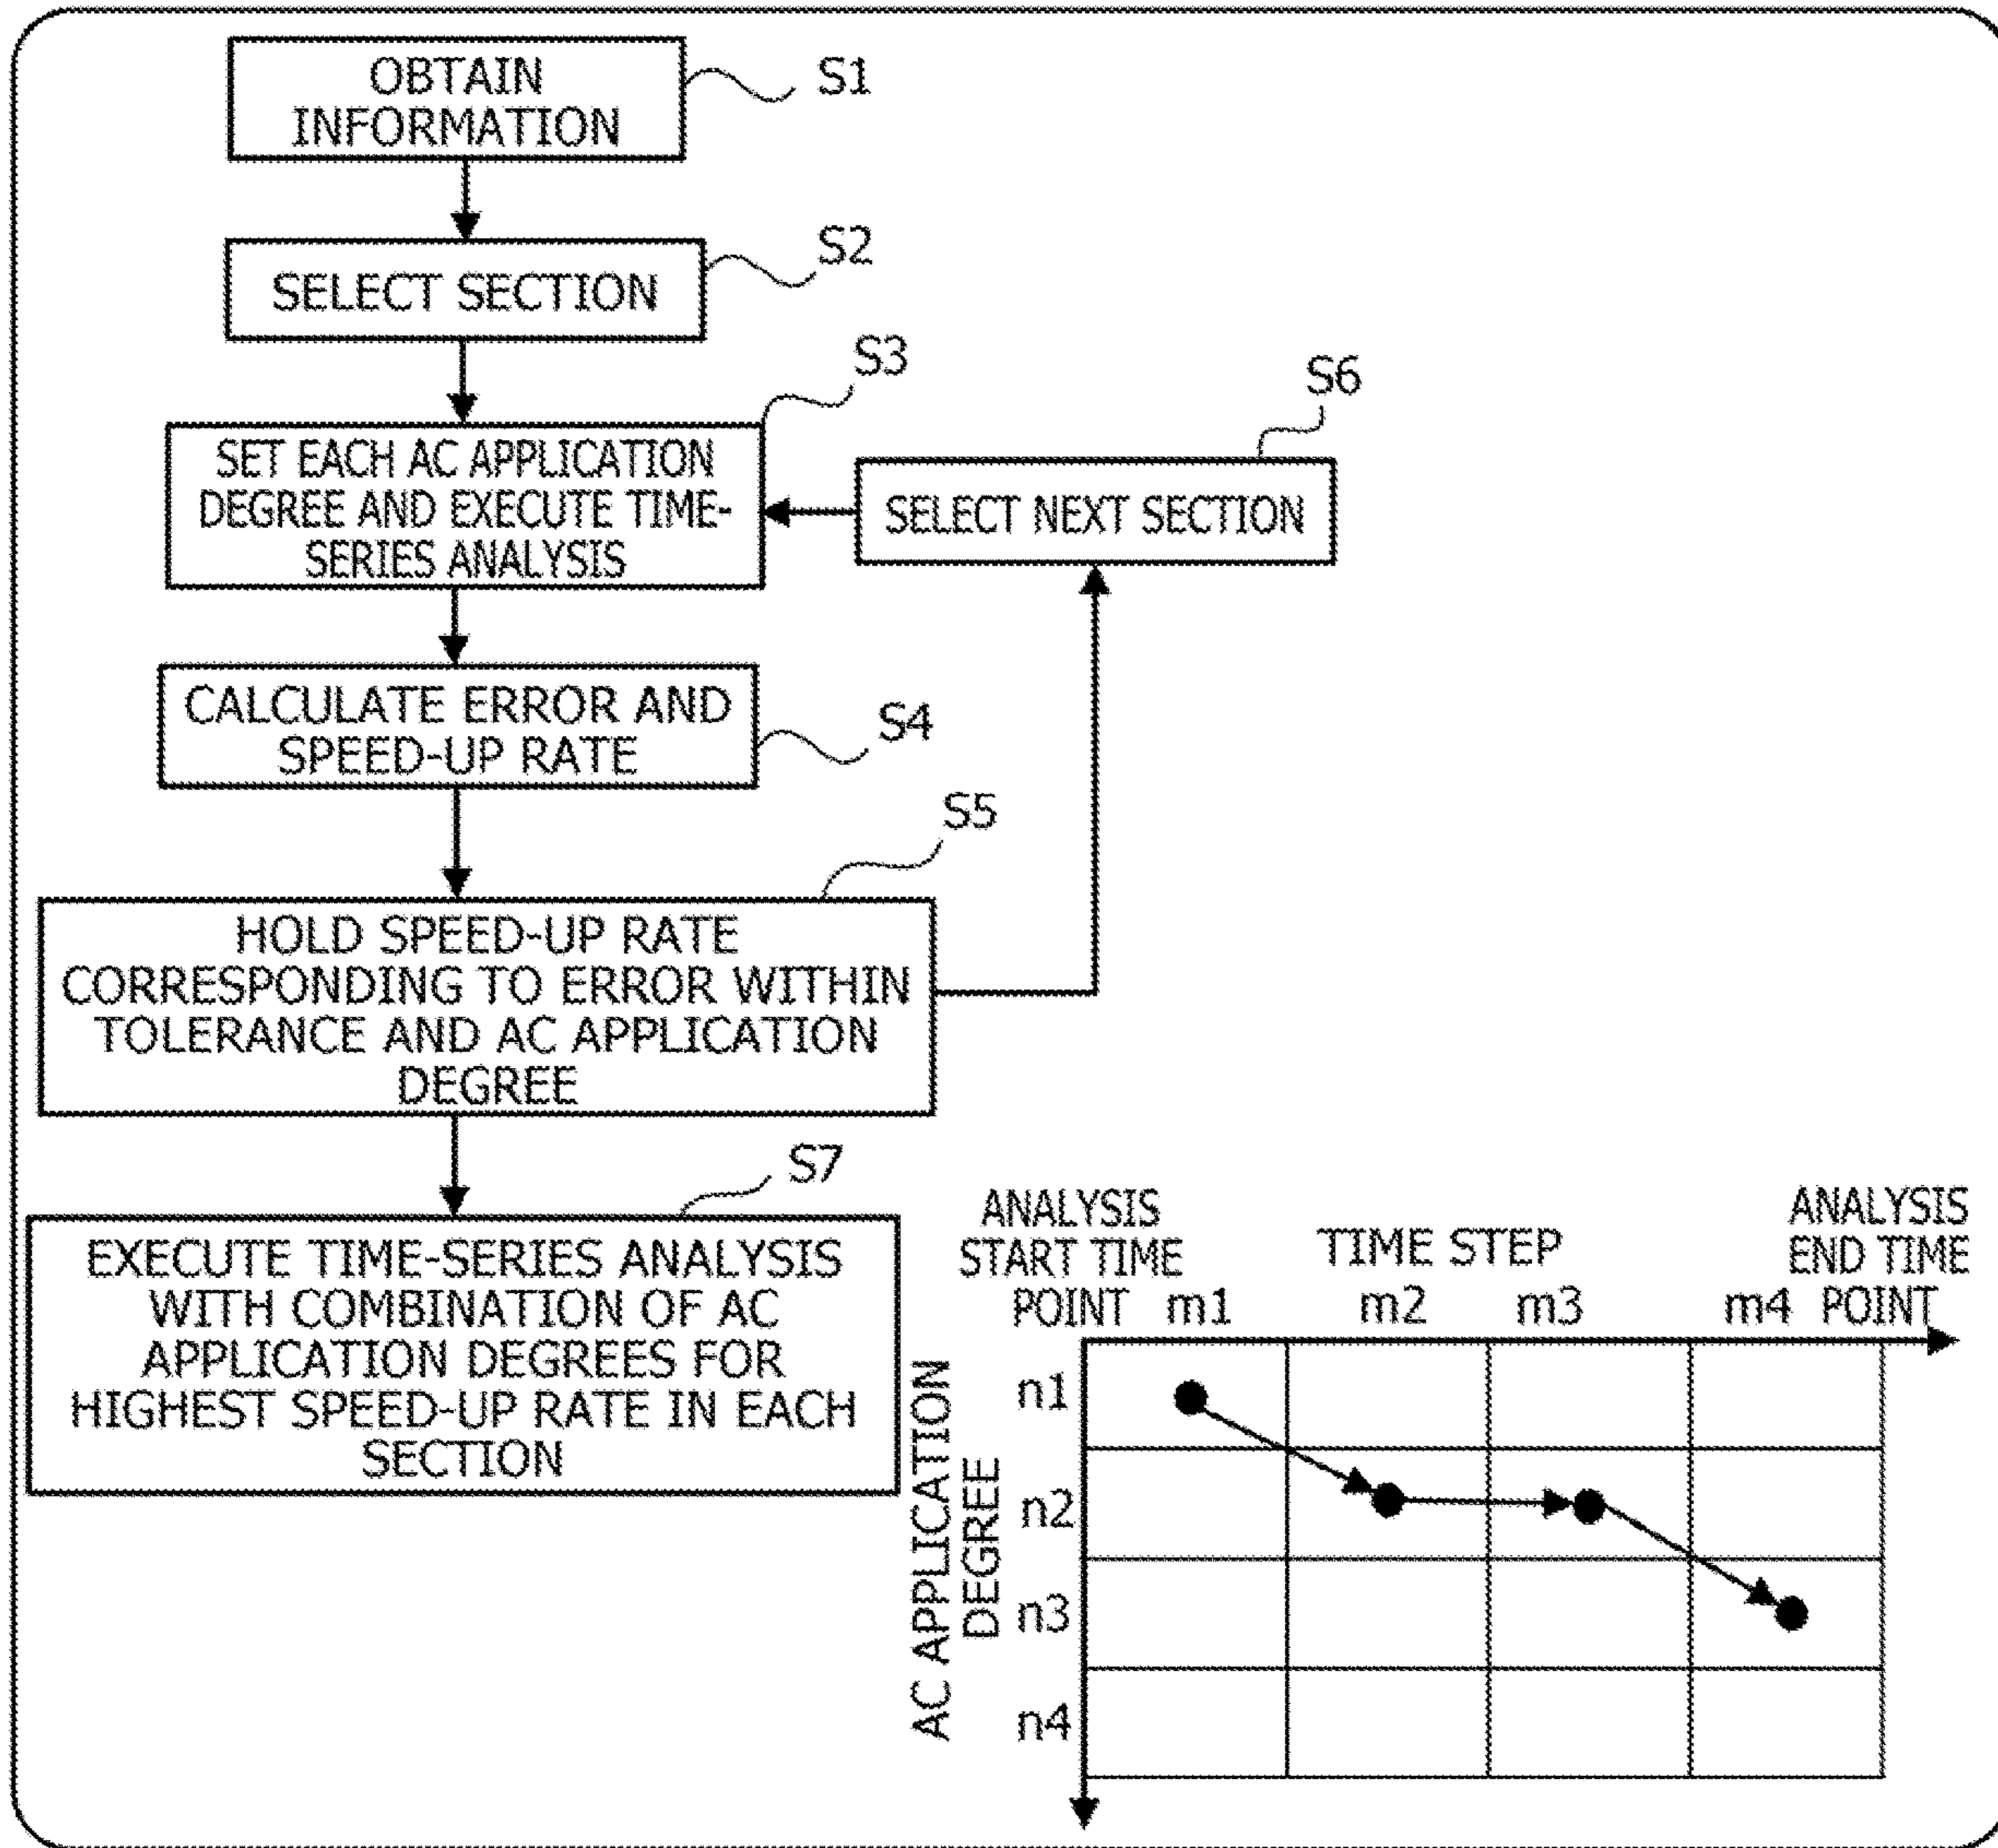 OBTAIN
INFORMATION
S1
SELECT SECTION
S2
SET EACH AC APPLICATION
DEGREE AND EXECUTE TIME-
SERIES ANALYSIS
S3
SELECT NEXT SECTION
S6
CALCULATE ERROR AND
SPEED-UP RATE
S4
HOLD SPEED-UP RATE
CORRESPONDING TO ERROR WITHIN
TOLERANCE AND AC APPLICATION
DEGREE
S5
EXECUTE TIME-SERIES ANALYSIS
WITH COMBINATION OF AC
APPLICATION DEGREES FOR
HIGHEST SPEED-UP RATE IN EACH
SECTION
S7
ANALYSIS
START TIME
POINT
TIME STEP
ANALYSIS
END TIME
POINT
m1
m2
m3
m4
AC APPLICATION
DEGREE
n1
n2
n3
n4